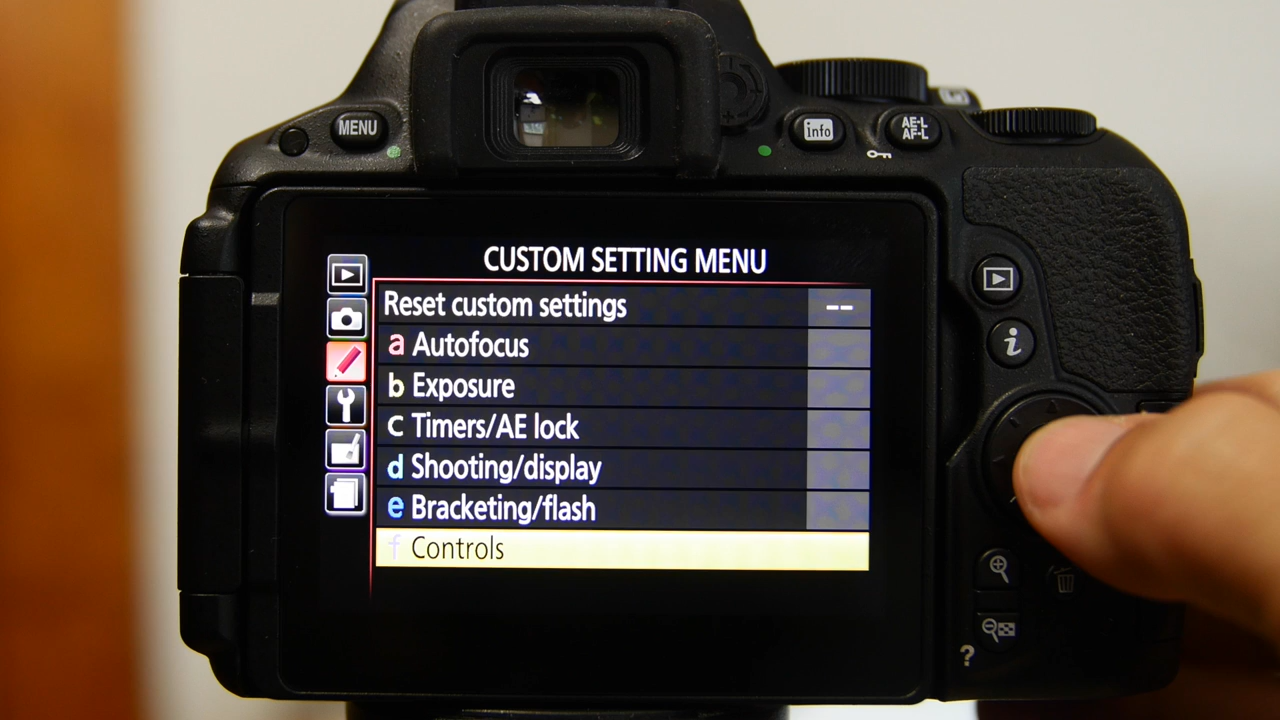 MENU
info
AE-L
AF-L
CUSTOM SETTING MENU
Reset custom settings --
a Autofocus
b Exposure
c Timers/AE lock
d Shooting/display
e Bracketing/flash
f Controls
i
?